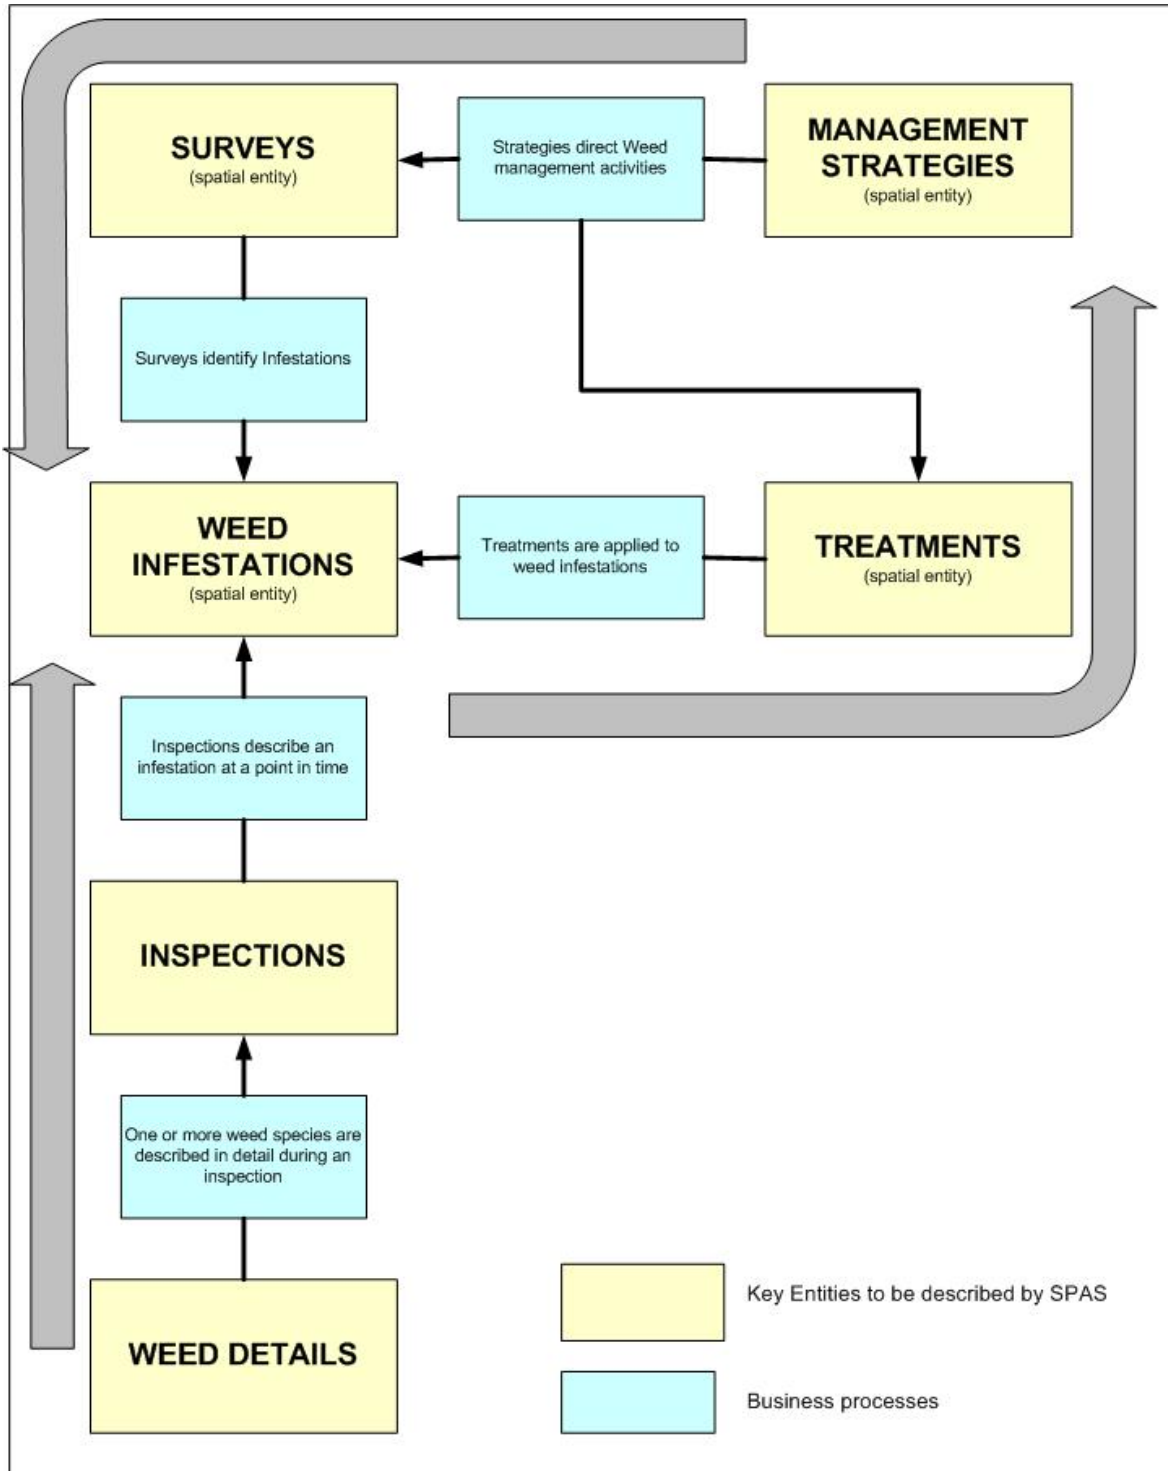 SURVEYS
(spatial entity)
Strategies direct Weed
management activities
MANAGEMENT
STRATEGIES
(spatial entity)
Surveys identify Infestations
WEED
INFESTATIONS
(spatial entity)
Treatments are applied to
weed infestations
TREATMENTS
(spatial entity)
Inspections describe an
infestation at a point in time
INSPECTIONS
One or more weed species are
described in detail during an
inspection
WEED DETAILS
Key Entities to be described by SPAS
Business processes